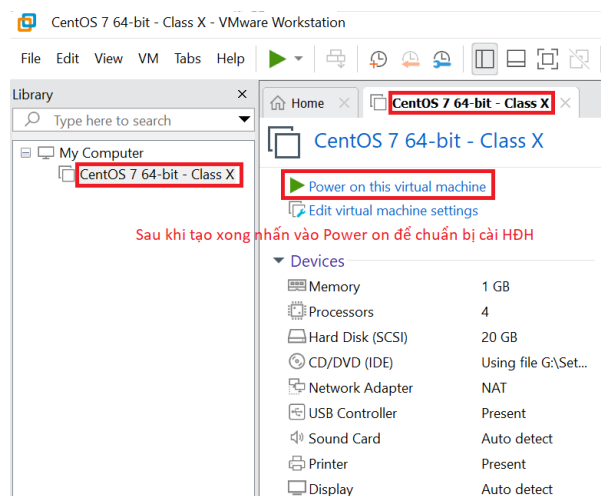 CentOS 7 64-bit - Class X - VMware Workstation
File Edit View VM Tabs Help
Library
Home CentOS 7 64-bit - Class X
Type here to search
CentOS 7 64-bit - Class X
My Computer
CentOS 7 64-bit - Class X
Power on this virtual machine
Edit virtual machine settings
Sau khi tạo xong nhấn vào Power on để chuẩn bị cài HĐH
Devices
Memory 1 GB
Processors 4
Hard Disk (SCSI) 20 GB
CD/DVD (IDE) Using file G:\Set...
Network Adapter NAT
USB Controller Present
Sound Card Auto detect
Printer Present
Display Auto detect